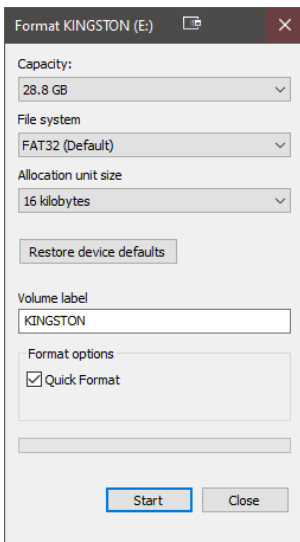 Format KINGSTON (E:)
Capacity:
28.8 GB
File system
FAT32 (Default)
Allocation unit size
16 kilobytes
Restore device defaults
Volume label
KINGSTON
Format options
Quick Format
Start Close